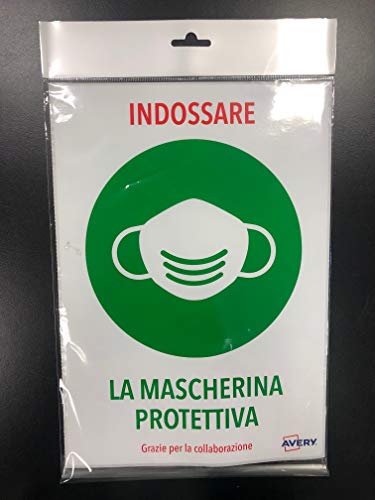 INDOSSARE
LA MASCHERINA
PROTETTIVA
Grazie per la collaborazione
AVERY